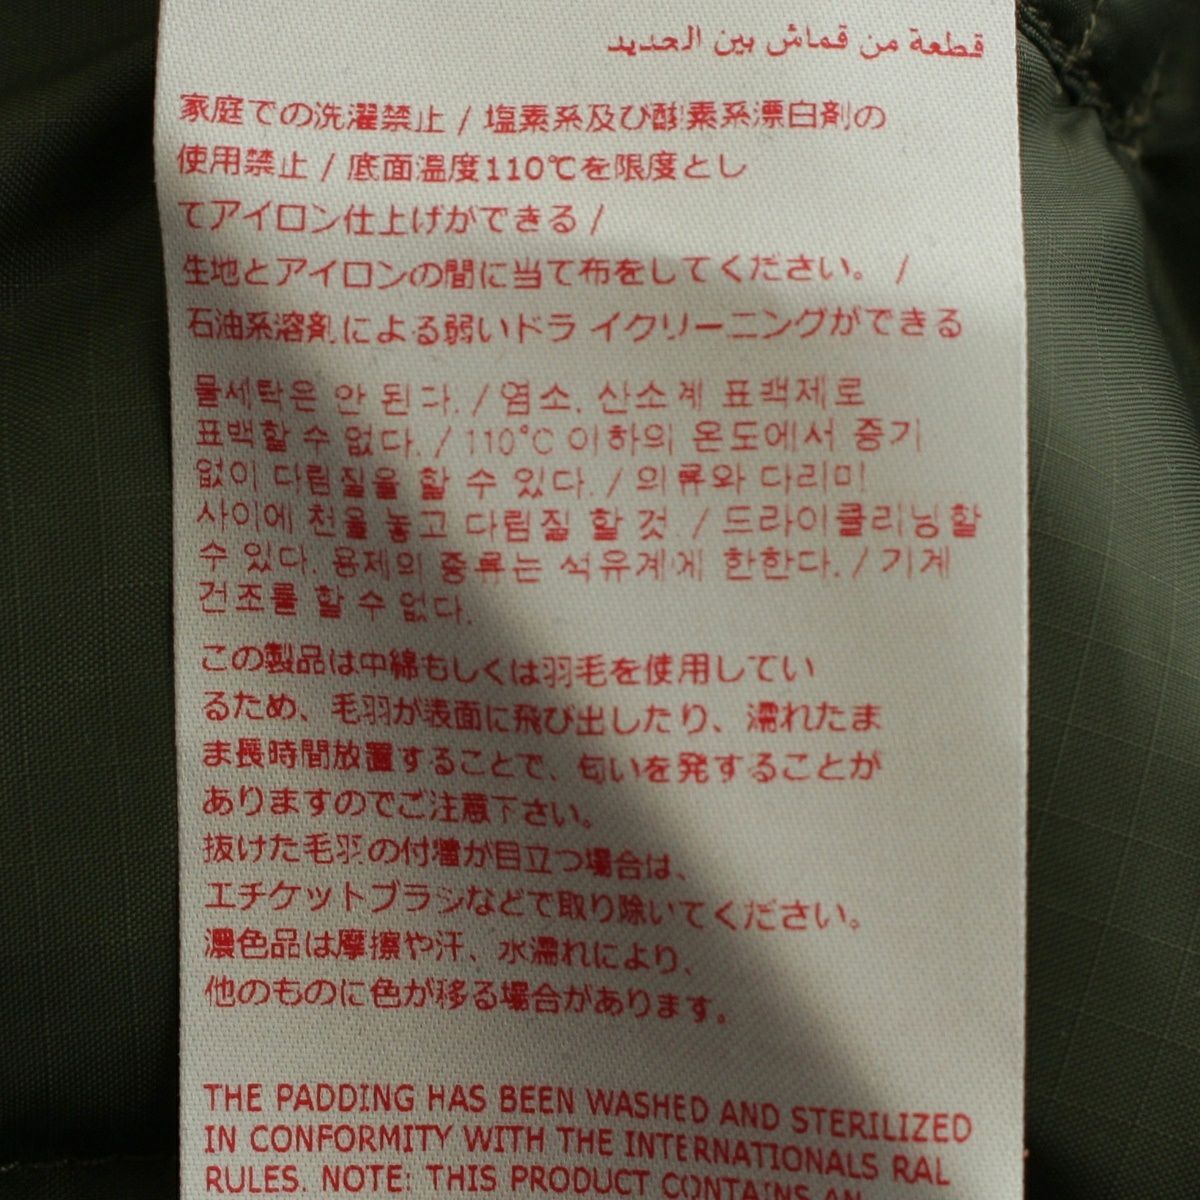 قطعة من قماش بين الحديد
家庭での洗濯禁止 / 塩素系及び酵素系漂白剤の
使用禁止 / 底面温度110℃を限度とし
てアイロン仕上げができる /
生地とアイロンの間に当て布をしてください。 /
石油系溶剤による弱いドラ イクリーニングができる
물세탁은 안 된다. / 염소. 산소계 표백제로
표백할 수 없다. / 110°C 이하의 온도에서 증기
없이 다림질을 할 수 있다. / 의류와 다리미
사이에 천을 놓고 다림질 할 것. / 드라이클리닝할
수 있다. 용제의 종류는 석유계에 한한다. / 기계
건조를 할 수 없다.
この製品は中綿もしくは羽毛を使用してい
るため、毛羽が表面に飛び出したり、濡れたま
ま長時間放置することで、匂いを発することが
ありますのでご注意下さい。
抜けた毛羽の付着が目立つ場合は、
エチケットブラシなどで取り除いてください。
濃色品は摩擦や汗、水濡れにより、
他のものに色が移る場合があります。
THE PADDING HAS BEEN WASHED AND STERILIZED
IN CONFORMITY WITH THE INTERNATIONALS RAL
RULES. NOTE: THIS PRODUCT CONTAINS AN